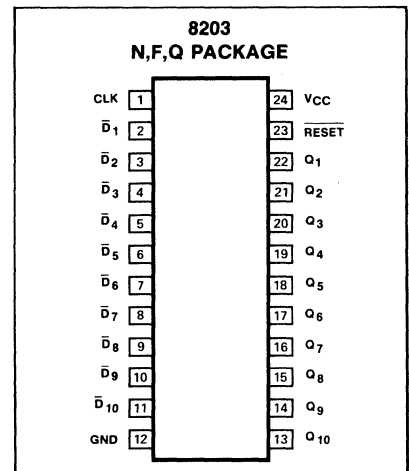 8203
N,F,Q PACKAGE
CLK 1 24 VCC
D̅1 2 23 R̅E̅S̅E̅T̅
D̅2 3 22 Q1
D̅3 4 21 Q2
D̅4 5 20 Q3
D̅5 6 19 Q4
D̅6 7 18 Q5
D̅7 8 17 Q6
D̅8 9 16 Q7
D̅9 10 15 Q8
D̅10 11 14 Q9
GND 12 13 Q10